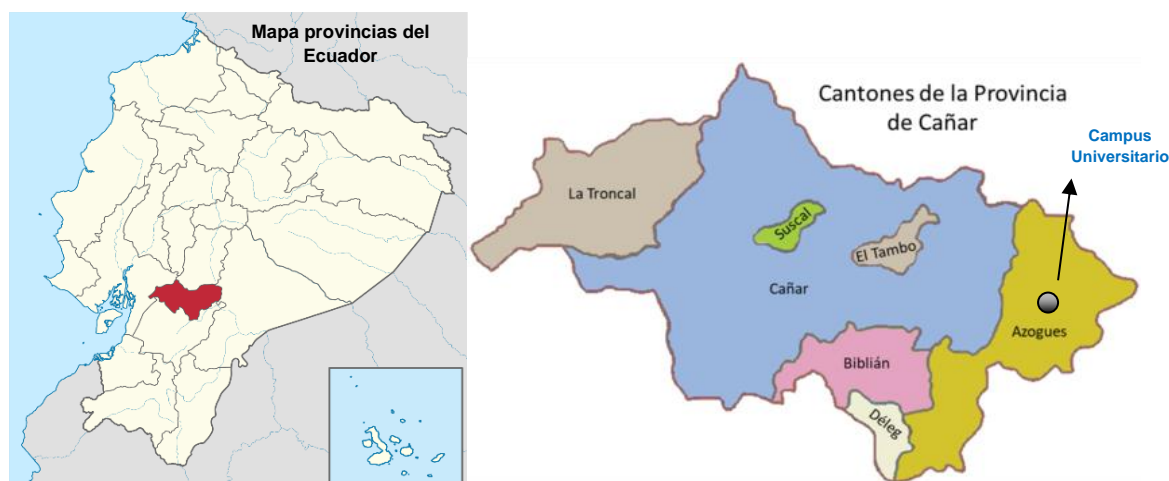 Mapa provincias del
Ecuador
Cantones de la Provincia
de Cañar
Campus
Universitario
La Troncal
Suscal
El Tambo
Cañar
Azogues
Biblián
Déleg